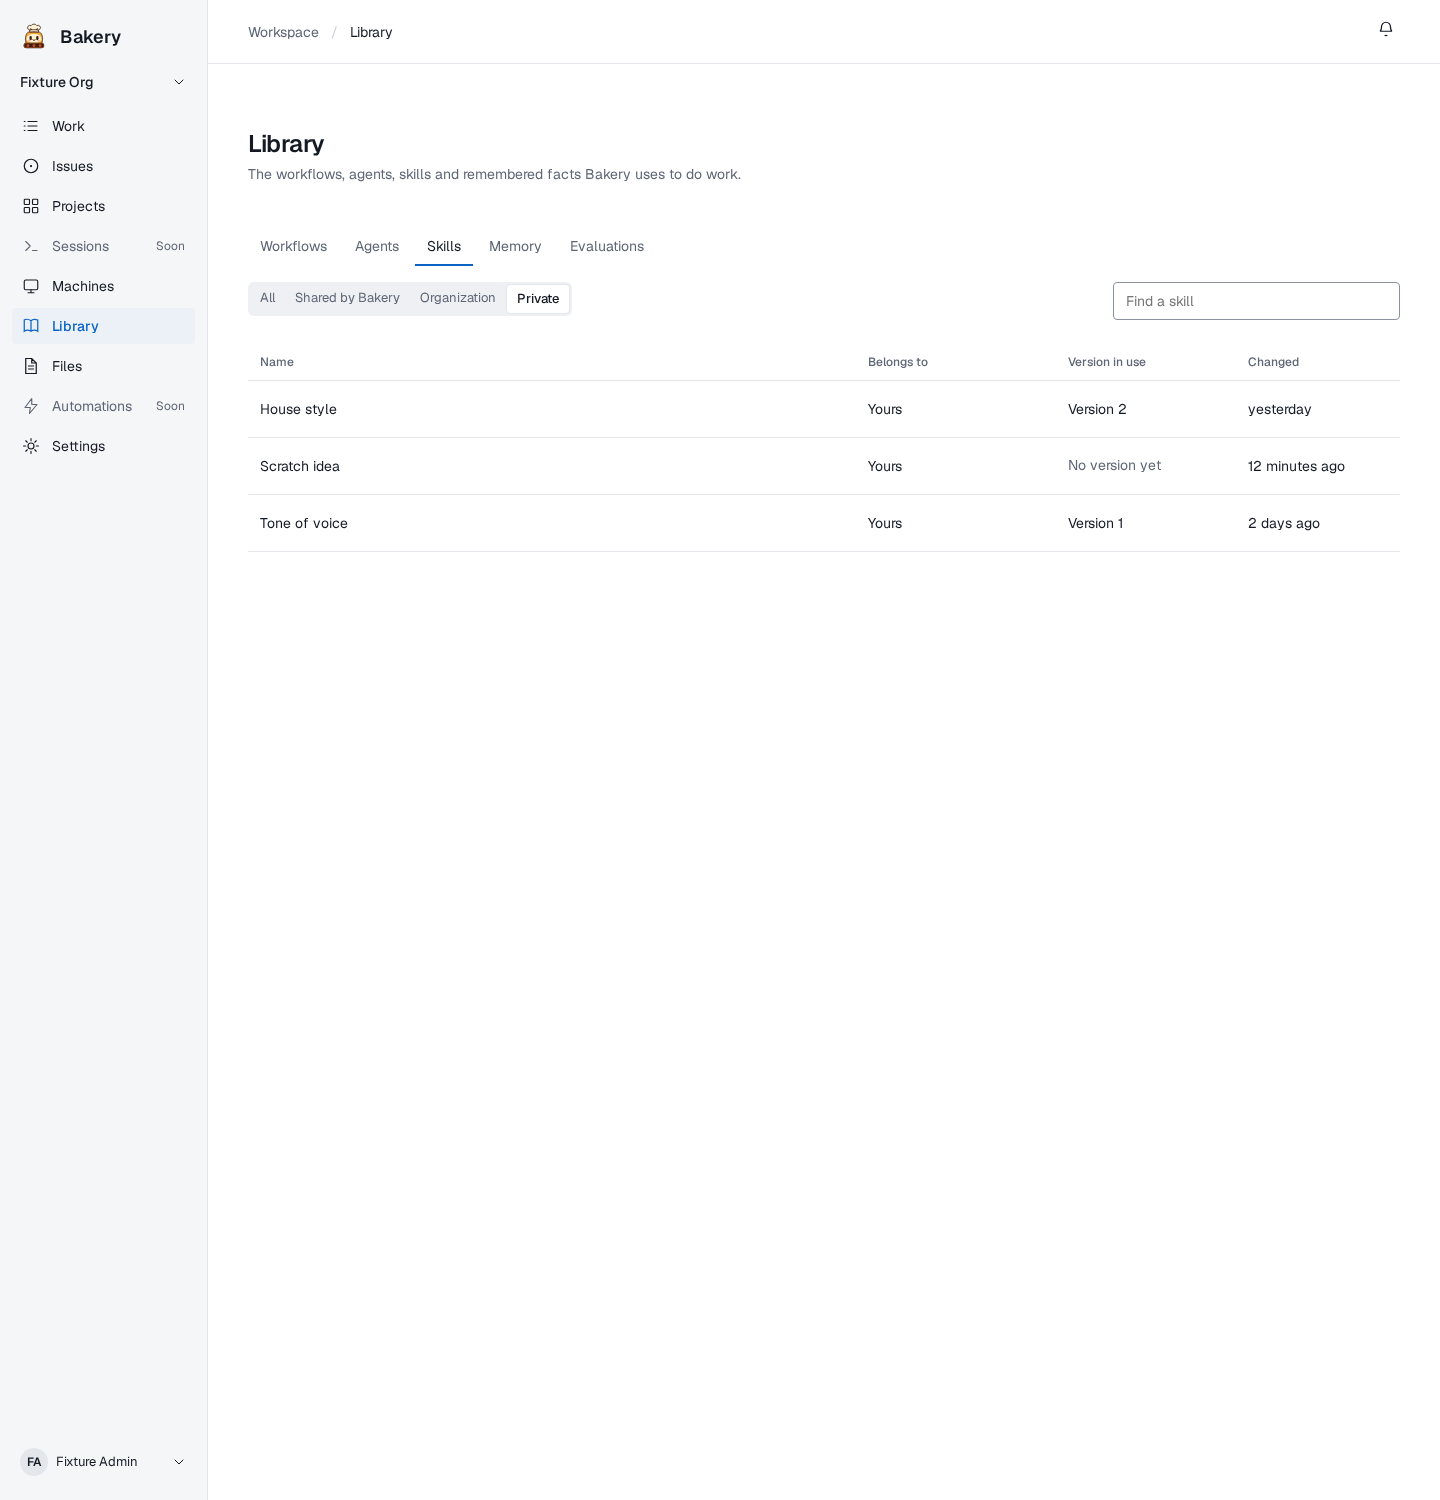 Bakery
Fixture Org
Work
Issues
Projects
Sessions Soon
Machines
Library
Files
Automations Soon
Settings
FA Fixture Admin
Workspace / Library
Library
The workflows, agents, skills and remembered facts Bakery uses to do work.
Workflows Agents Skills Memory Evaluations
All Shared by Bakery Organization Private
Find a skill
Name Belongs to Version in use Changed
House style Yours Version 2 yesterday
Scratch idea Yours No version yet 12 minutes ago
Tone of voice Yours Version 1 2 days ago